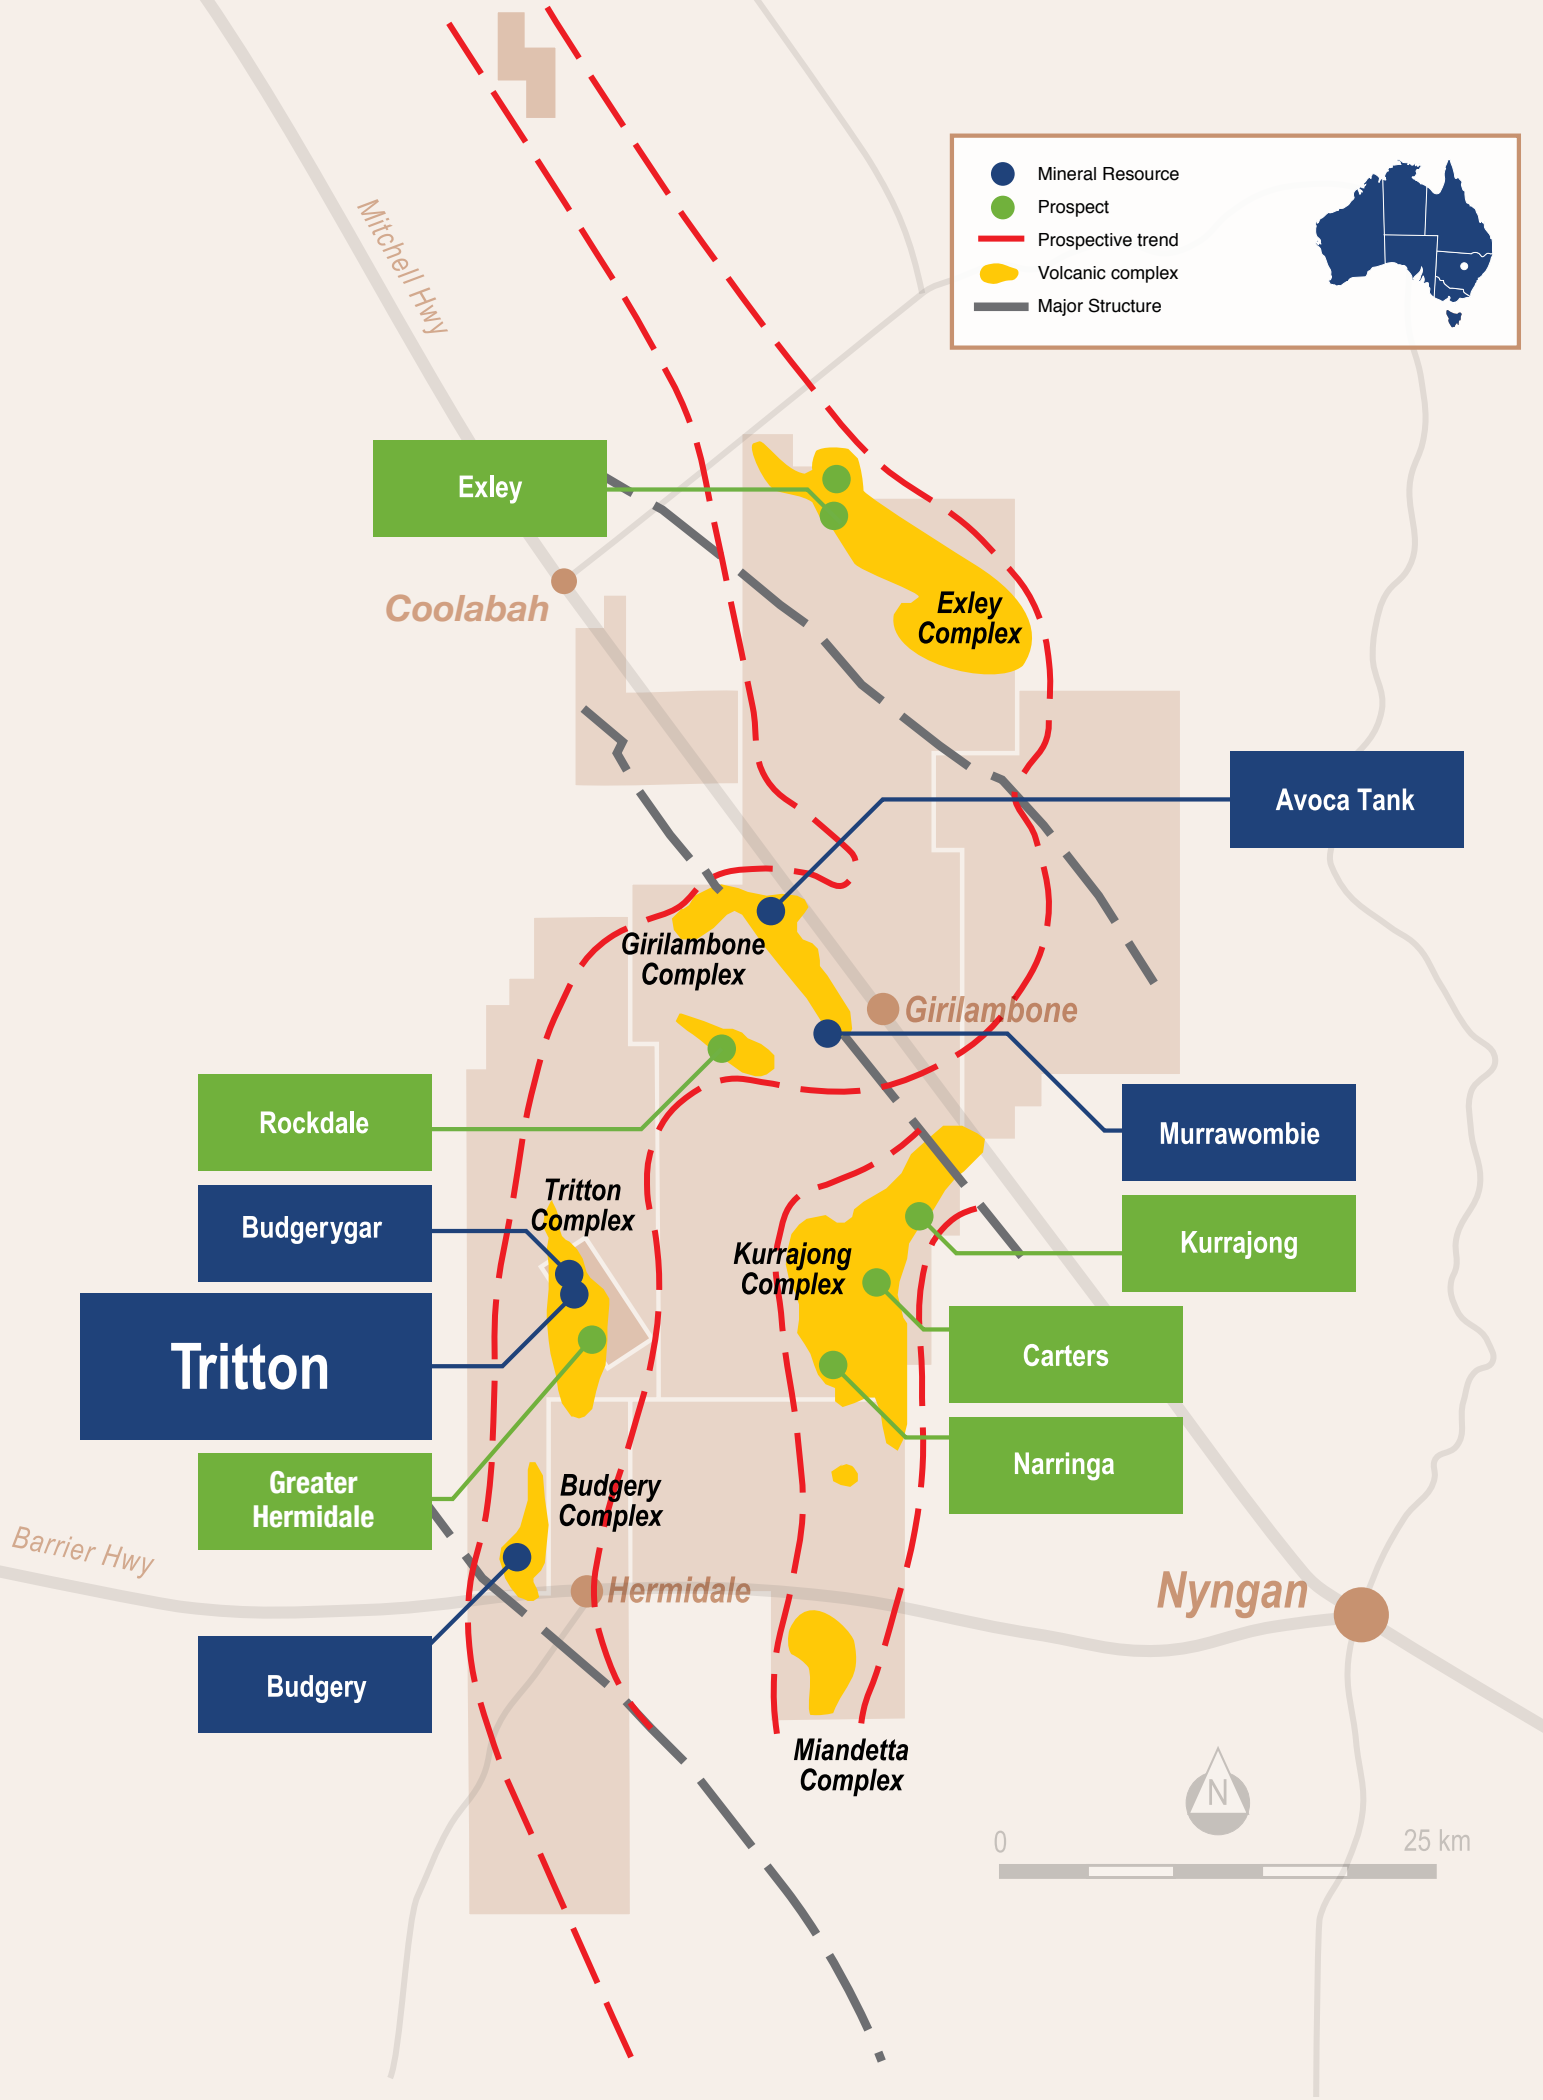 Mitchell Hwy
Mineral Resource
Prospect
Prospective trend
Volcanic complex
Major Structure
Exley
Coolabah
Exley
Complex
Avoca Tank
Girilambone
Complex
Girilambone
Rockdale
Murrawombie
Tritton
Complex
Budgerygar
Kurrajong
Complex
Kurrajong
Tritton
Carters
Greater
Hermidale
Budgery
Complex
Narringa
Barrier Hwy
Hermidale
Nyngan
Budgery
Miandetta
Complex
N
0
25 km